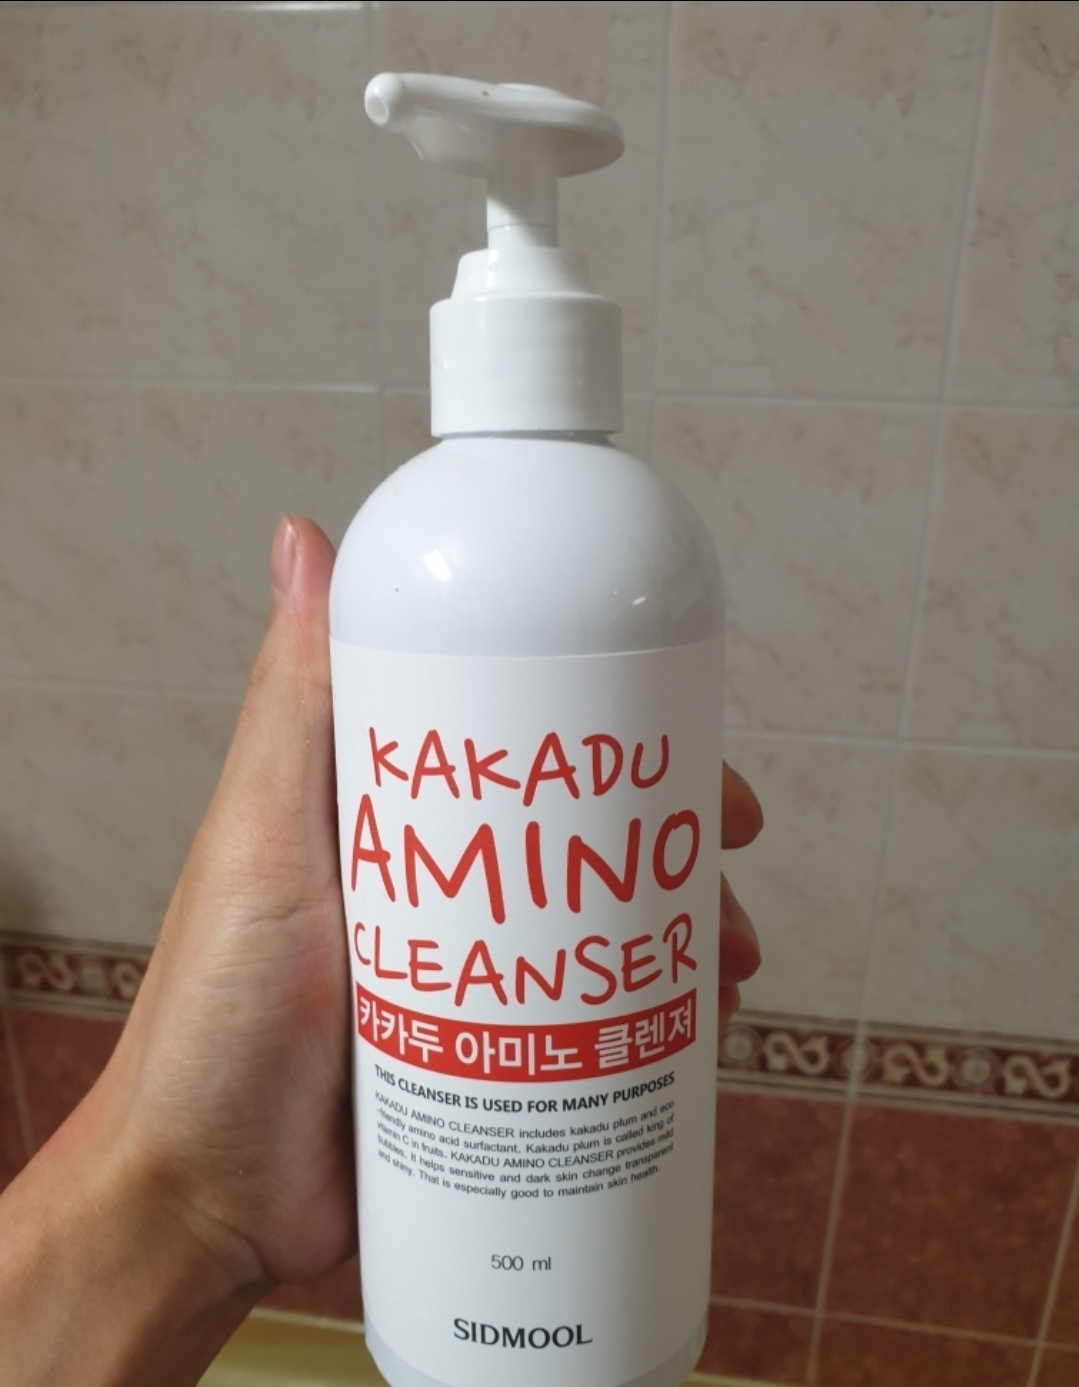 KAKADU
AMINO
CLEANSER
카카두 아미노 클렌져
THIS CLEANSER IS USED FOR MANY PURPOSES
KAKADU AMINO CLEANSER includes kakadu plum and eco
-friendly amino acid surfactant. Kakadu plum is called king of
vitamin C in fruits. KAKADU AMINO CLEANSER provides mild
bubbles. It helps sensitive and dark skin change transparent
and shiny. That is especially good to maintain skin health.
500 ml
SIDMOOL